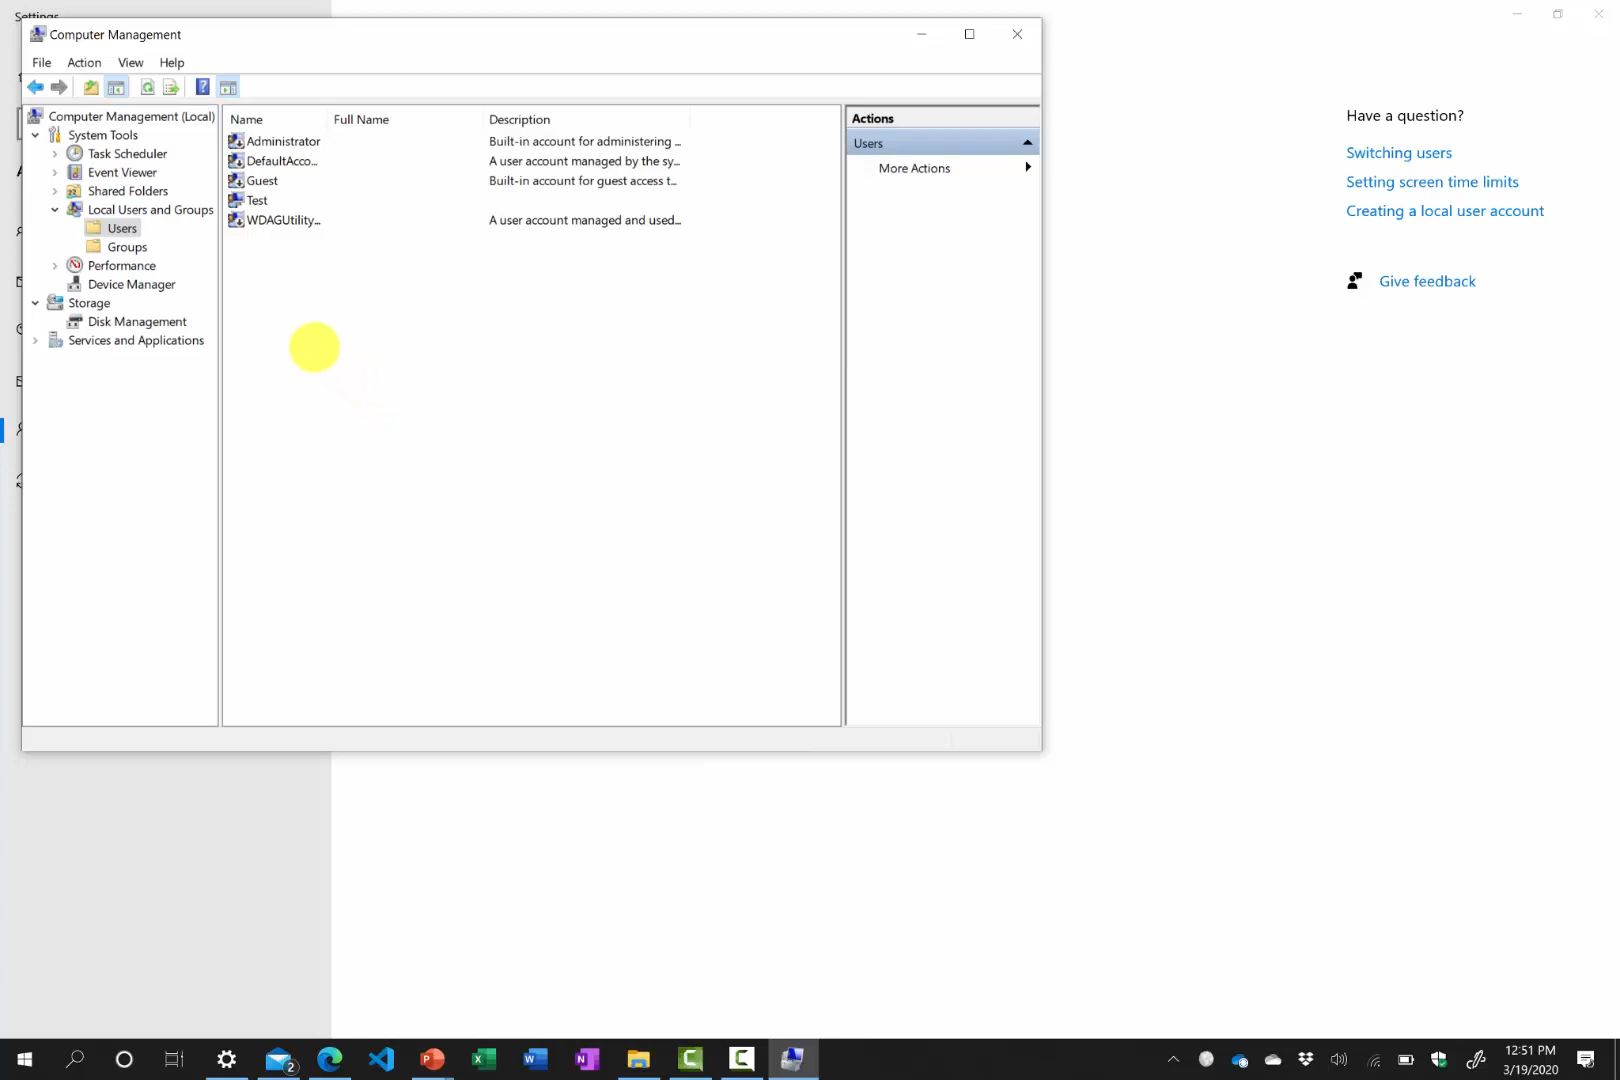 Settings
Computer Management
File Action View Help
Computer Management (Local)
System Tools
Task Scheduler
Event Viewer
Shared Folders
Local Users and Groups
Users
Groups
Performance
Device Manager
Storage
Disk Management
Services and Applications
Name Full Name Description
Administrator Built-in account for administering ...
DefaultAcco... A user account managed by the sy...
Guest Built-in account for guest access t...
Test
WDAGUtility... A user account managed and used...
Actions
Users
More Actions
Have a question?
Switching users
Setting screen time limits
Creating a local user account
Give feedback
2
12:51 PM
3/19/2020